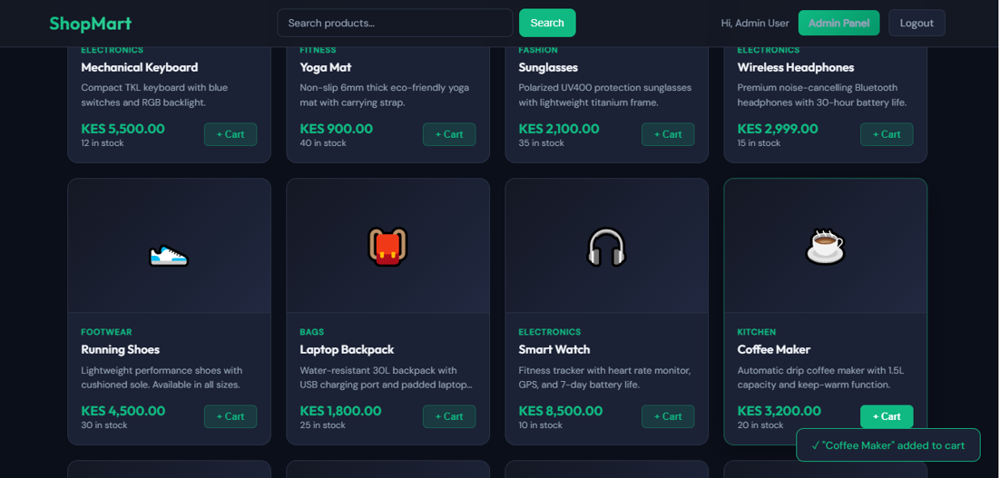 ShopMart
Search products...
Search
Hi, Admin User
Admin Panel
Logout
ELECTRONICS
Mechanical Keyboard
Compact TKL keyboard with blue
switches and RGB backlight.
KES 5,500.00
12 in stock
+ Cart
FITNESS
Yoga Mat
Non-slip 6mm thick eco-friendly yoga
mat with carrying strap.
KES 900.00
40 in stock
+ Cart
FASHION
Sunglasses
Polarized UV400 protection sunglasses
with lightweight titanium frame.
KES 2,100.00
35 in stock
+ Cart
ELECTRONICS
Wireless Headphones
Premium noise-cancelling Bluetooth
headphones with 30-hour battery life.
KES 2,999.00
15 in stock
+ Cart
FOOTWEAR
Running Shoes
Lightweight performance shoes with
cushioned sole. Available in all sizes.
KES 4,500.00
30 in stock
+ Cart
BAGS
Laptop Backpack
Water-resistant 30L backpack with
USB charging port and padded laptop...
KES 1,800.00
25 in stock
+ Cart
ELECTRONICS
Smart Watch
Fitness tracker with heart rate monitor,
GPS, and 7-day battery life.
KES 8,500.00
10 in stock
+ Cart
KITCHEN
Coffee Maker
Automatic drip coffee maker with 1.5L
capacity and keep-warm function.
KES 3,200.00
20 in stock
+ Cart
✓ "Coffee Maker" added to cart